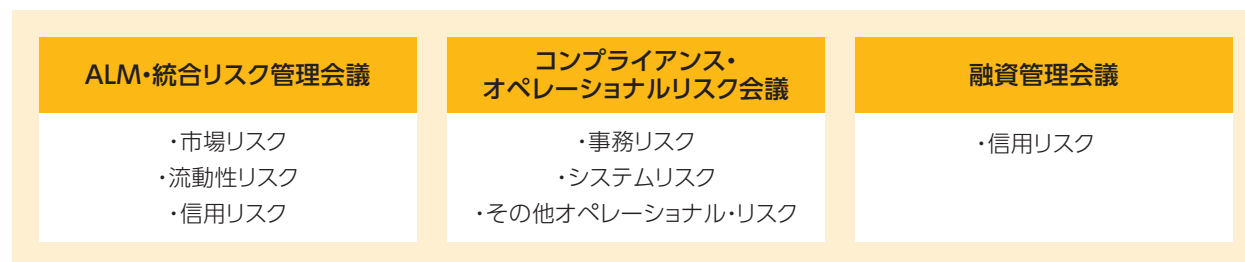 ALM・統合リスク管理会議
・市場リスク
・流動性リスク
・信用リスク
コンプライアンス・
オペレーショナルリスク会議
・事務リスク
・システムリスク
・その他オペレーショナル・リスク
融資管理会議
・信用リスク